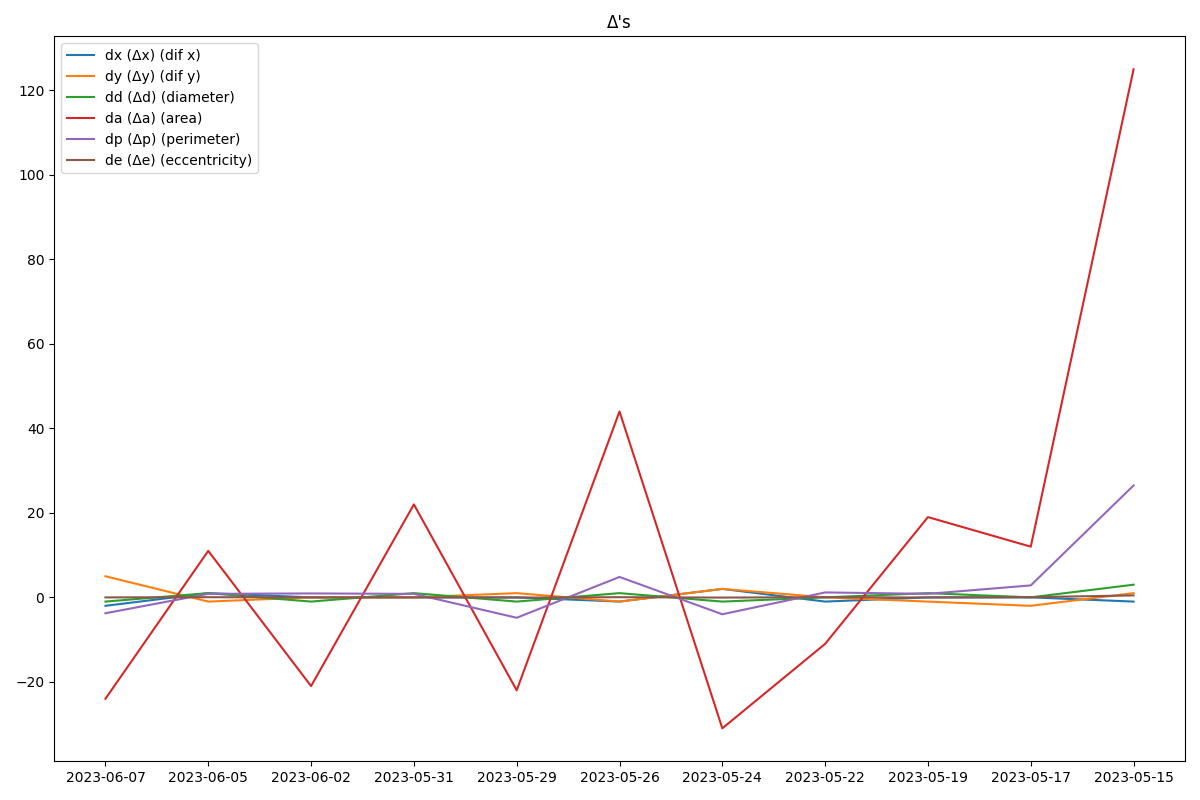 Δ's
dx (Δx) (dif x)
dy (Δy) (dif y)
dd (Δd) (diameter)
da (Δa) (area)
dp (Δp) (perimeter)
de (Δe) (eccentricity)
120
100
80
60
40
20
0
−20
2023-06-07 2023-06-05 2023-06-02 2023-05-31 2023-05-29 2023-05-26 2023-05-24 2023-05-22 2023-05-19 2023-05-17 2023-05-15